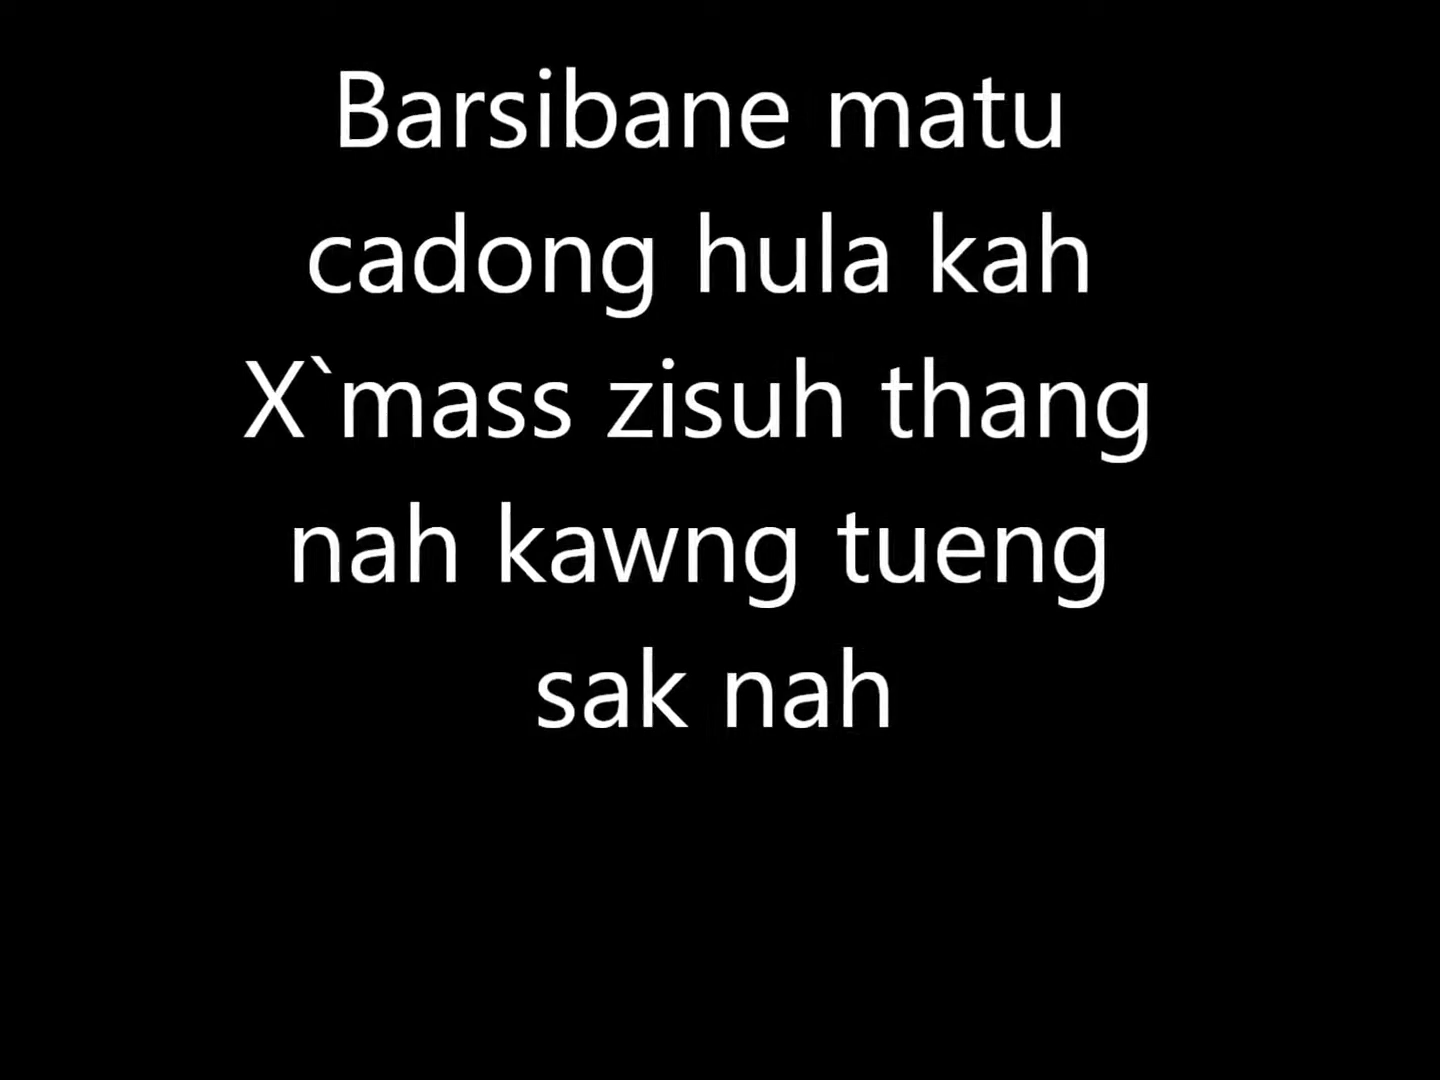 Barsibane matu
cadong hula kah
X`mass zisuh thang
nah kawng tueng
sak nah